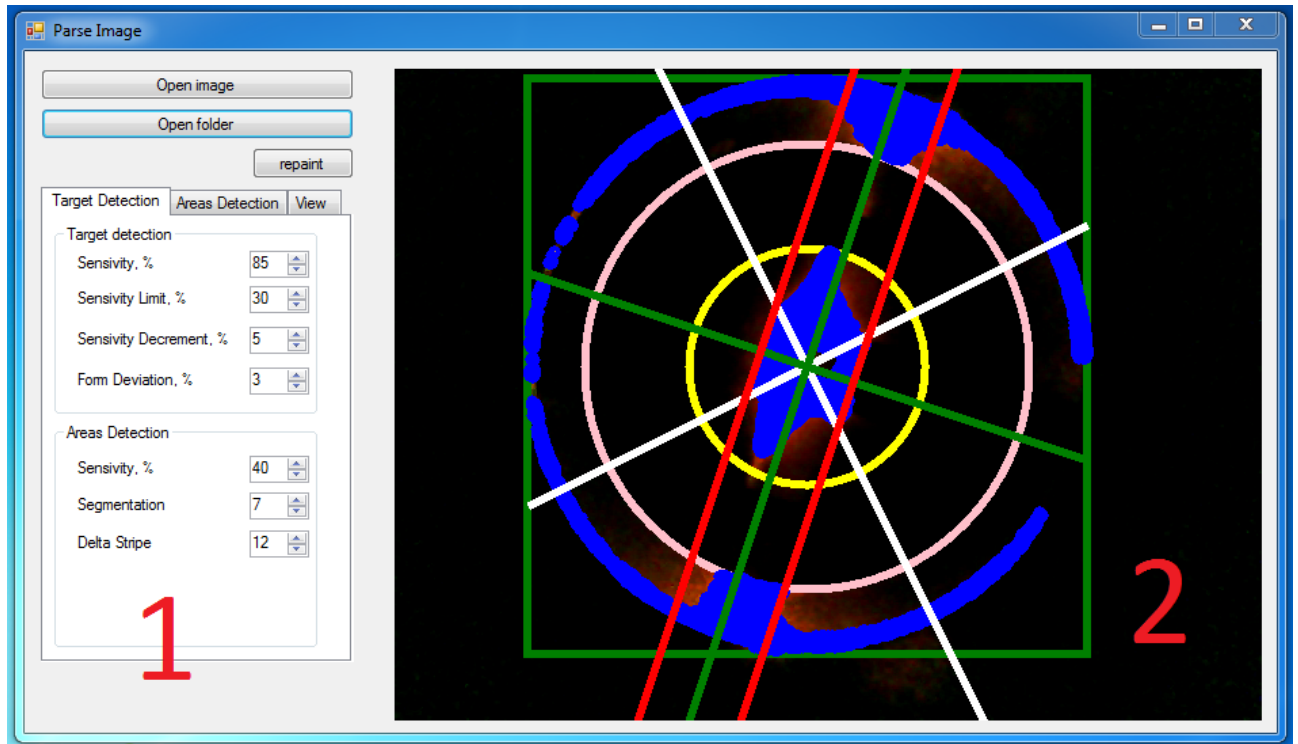 Parse Image
Open image
Open folder
repaint
Target Detection Areas Detection View
Target detection
Sensivity, % 85
Sensivity Limit, % 30
Sensivity Decrement, % 5
Form Deviation, % 3
Areas Detection
Sensivity, % 40
Segmentation 7
Delta Stripe 12
1
2